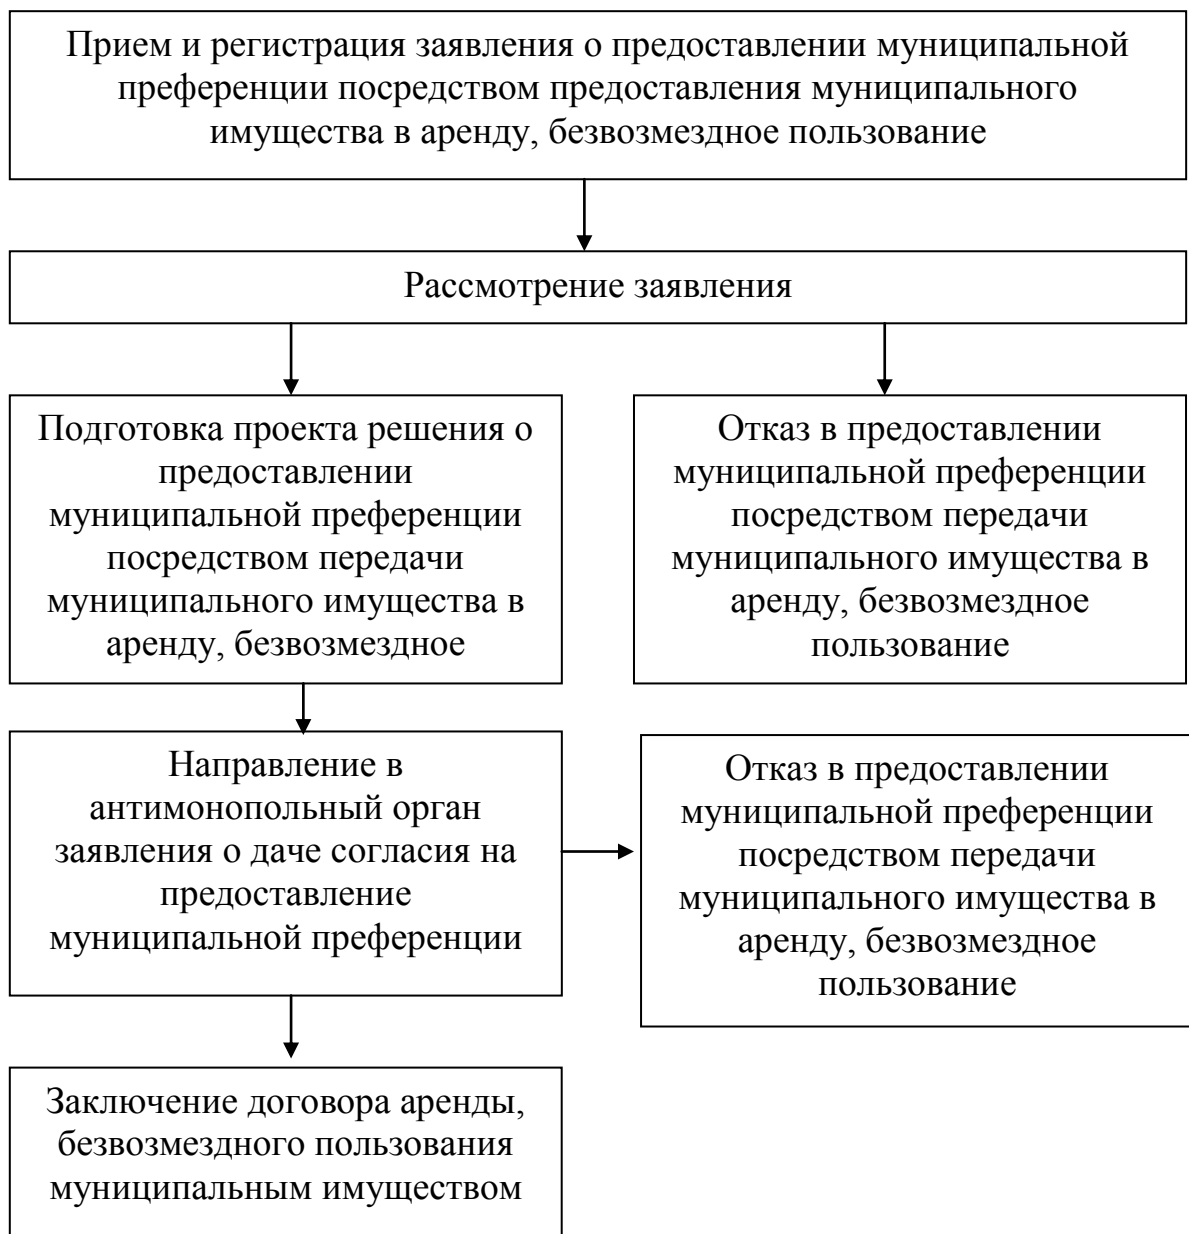 Прием и регистрация заявления о предоставлении муниципальной
преференции посредством предоставления муниципального
имущества в аренду, безвозмездное пользование
Рассмотрение заявления
Подготовка проекта решения о
предоставлении
муниципальной преференции
посредством передачи
муниципального имущества в
аренду, безвозмездное
Отказ в предоставлении
муниципальной преференции
посредством передачи
муниципального имущества в
аренду, безвозмездное
пользование
Направление в
антимонопольный орган
заявления о даче согласия на
предоставление
муниципальной преференции
Отказ в предоставлении
муниципальной преференции
посредством передачи
муниципального имущества в
аренду, безвозмездное
пользование
Заключение договора аренды,
безвозмездного пользования
муниципальным имуществом